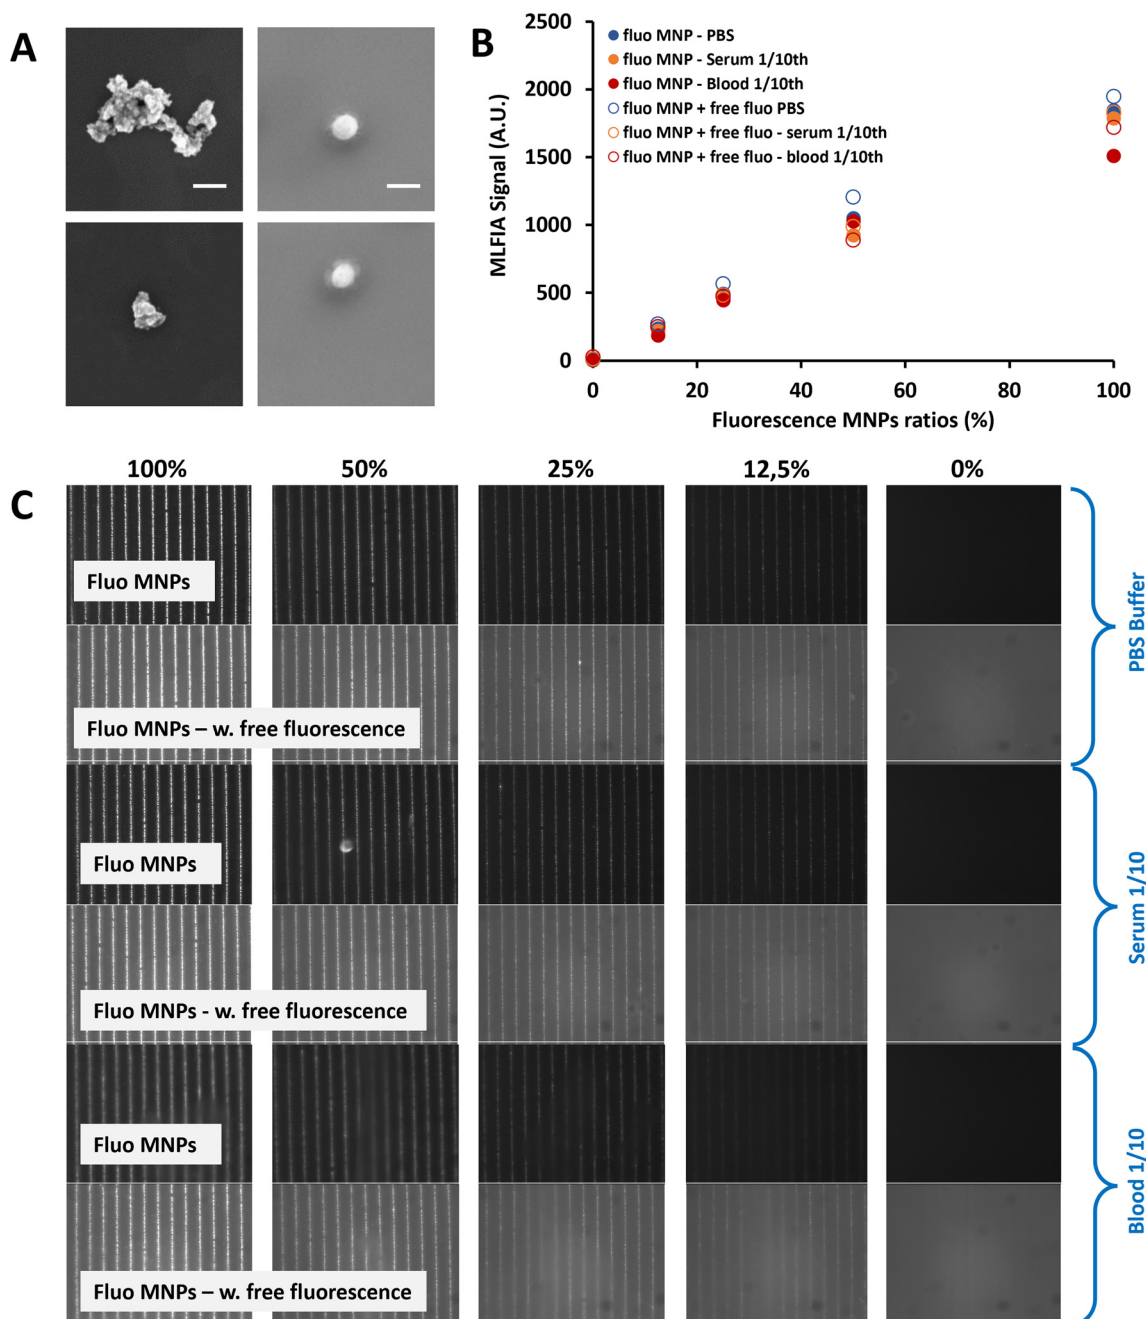 A
B
2500
2000
1500
1000
500
0
MLFIA Signal (A.U.)
fluo MNP - PBS
fluo MNP - Serum 1/10th
fluo MNP - Blood 1/10th
fluo MNP + free fluo PBS
fluo MNP + free fluo - serum 1/10th
fluo MNP + free fluo - blood 1/10th
0 20 40 60 80 100
Fluorescence MNPs ratios (%)
C
100% 50% 25% 12,5% 0%
Fluo MNPs
Fluo MNPs – w. free fluorescence
PBS Buffer
Fluo MNPs
Fluo MNPs - w. free fluorescence
Serum 1/10
Fluo MNPs
Fluo MNPs – w. free fluorescence
Blood 1/10